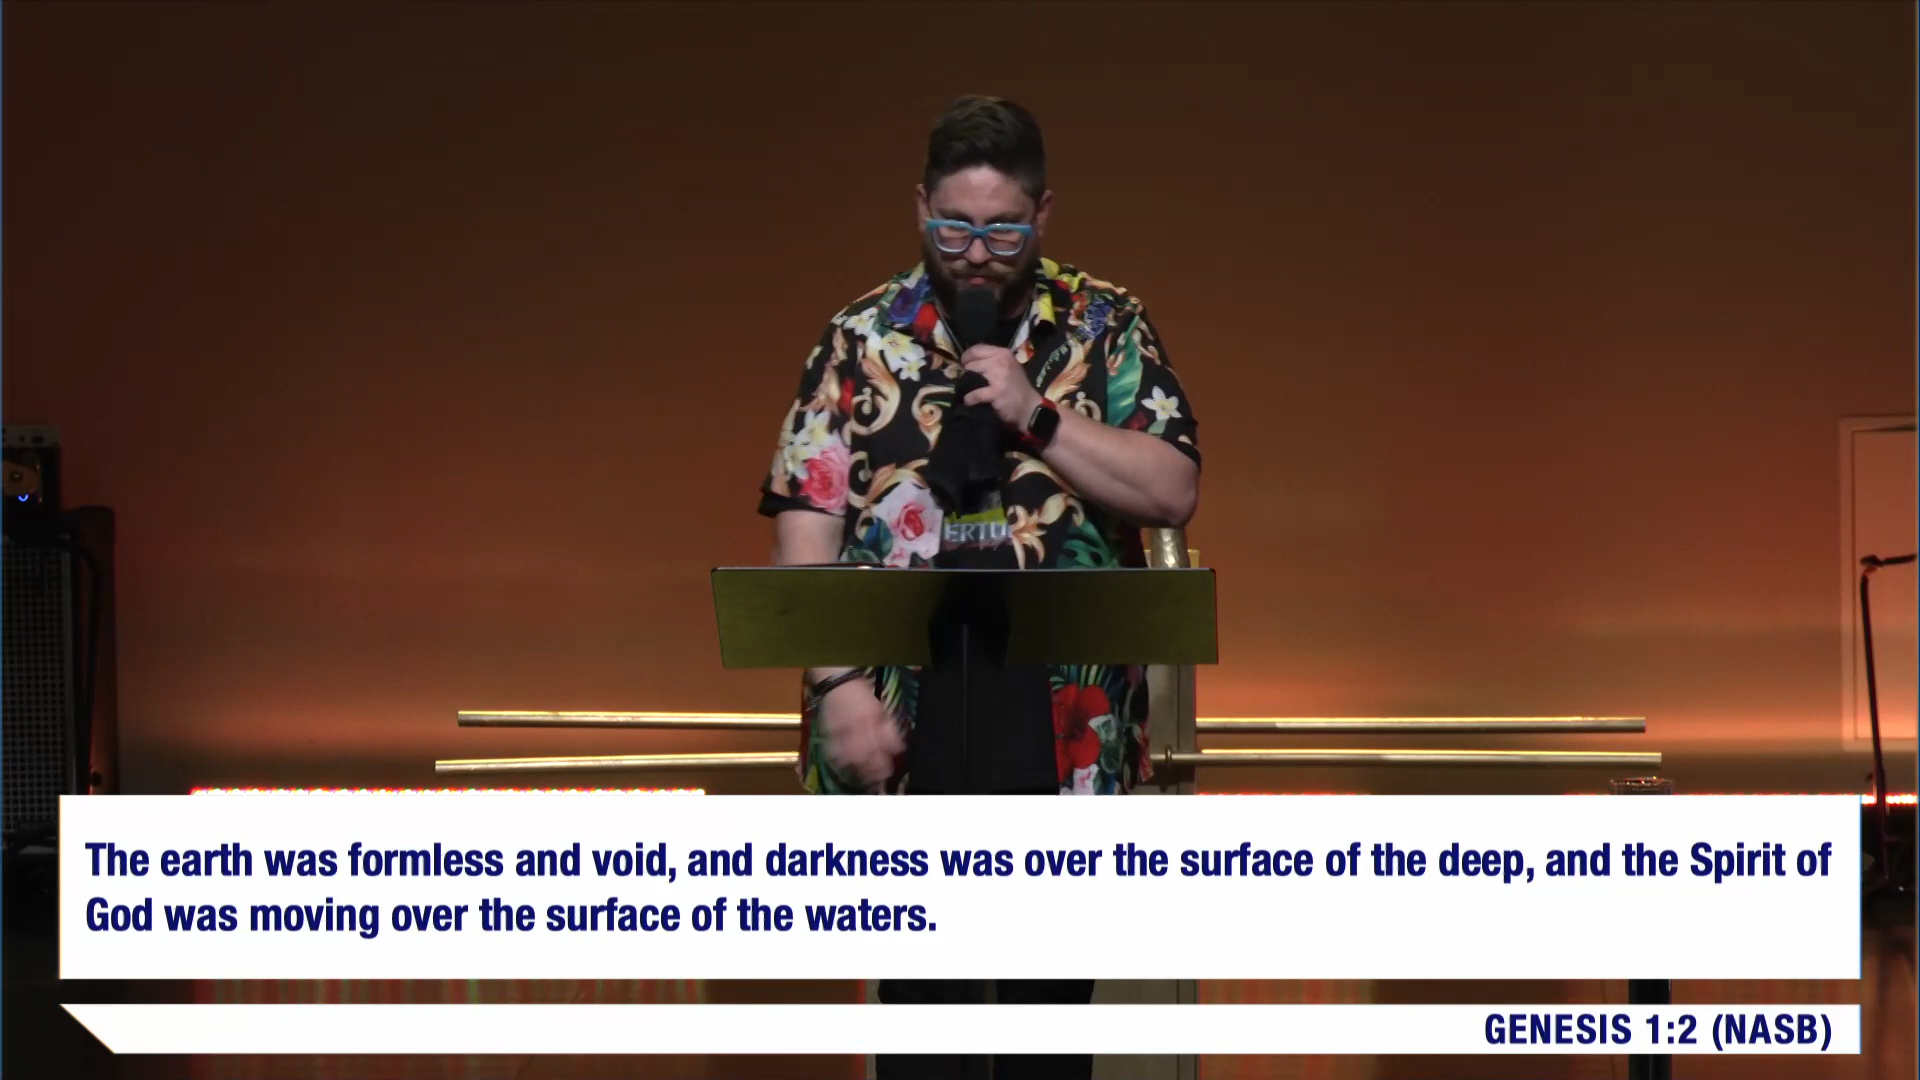 ERTU
The earth was formless and void, and darkness was over the surface of the deep, and the Spirit of
God was moving over the surface of the waters.
GENESIS 1:2 (NASB)